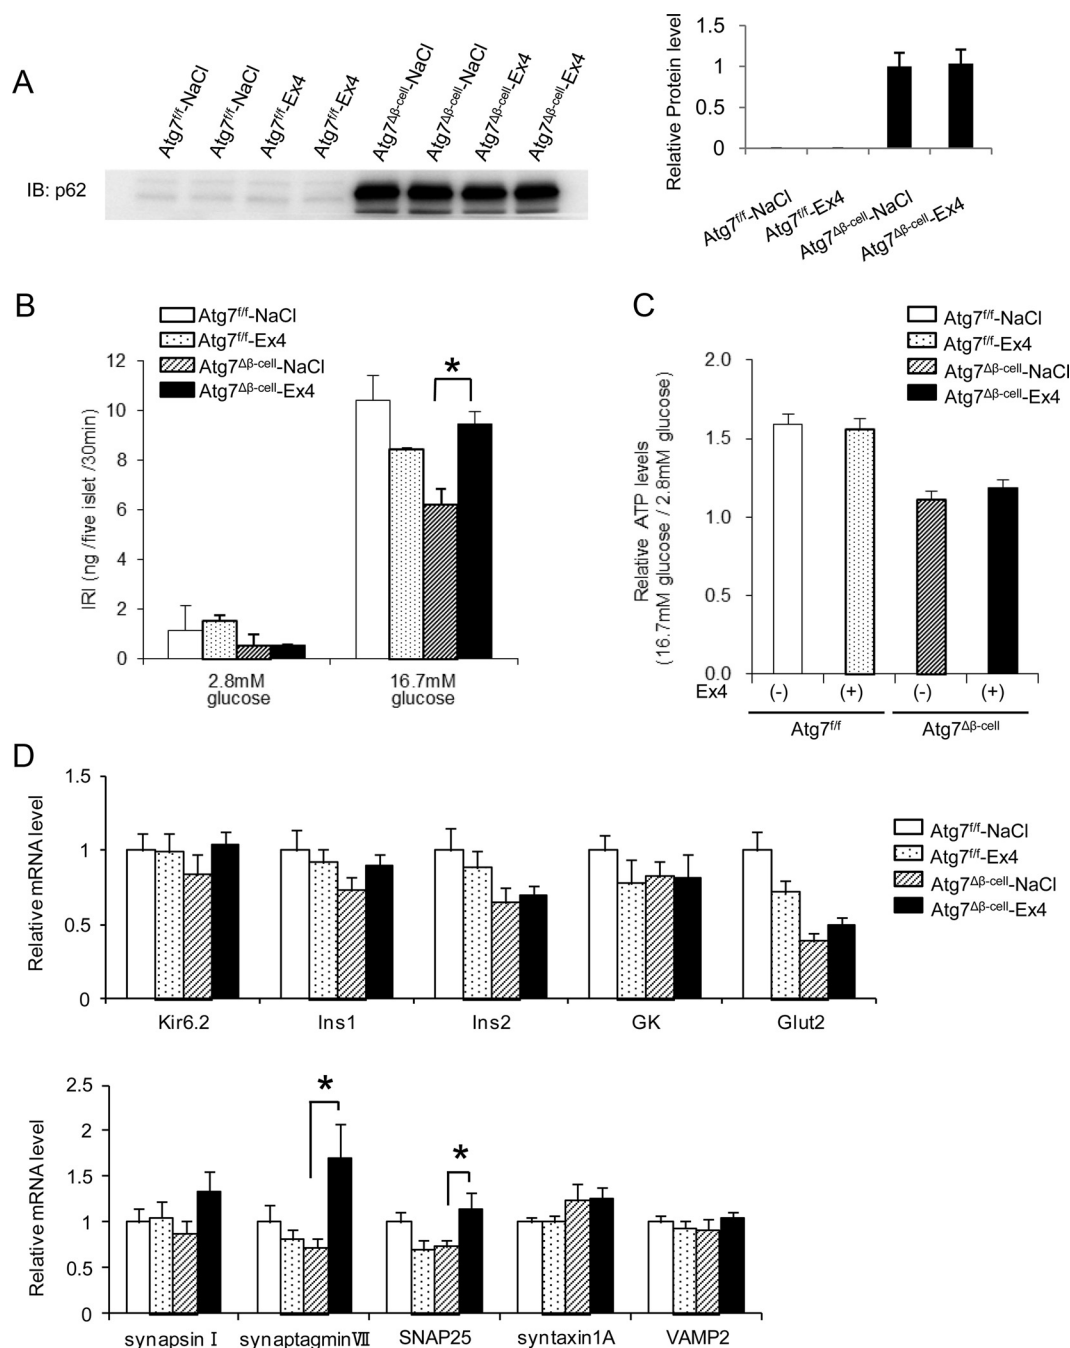 A
Atg7f/f-NaCl
Atg7f/f-NaCl
Atg7f/f-Ex4
Atg7f/f-Ex4
Atg7Δβ-cell-NaCl
Atg7Δβ-cell-NaCl
Atg7Δβ-cell-Ex4
Atg7Δβ-cell-Ex4
IB: p62
Relative Protein level
1.5
1
0.5
0
Atg7f/f-NaCl
Atg7f/f-Ex4
Atg7Δβ-cell-NaCl
Atg7Δβ-cell-Ex4
B
Atg7f/f-NaCl
Atg7f/f-Ex4
Atg7Δβ-cell-NaCl
Atg7Δβ-cell-Ex4
IRI (ng /five islet /30min)
12
10
8
6
4
2
0
*
2.8mM
glucose
16.7mM
glucose
C
Atg7f/f-NaCl
Atg7f/f-Ex4
Atg7Δβ-cell-NaCl
Atg7Δβ-cell-Ex4
Relative ATP levels
(16.7mM glucose / 2.8mM glucose)
2.0
1.5
1.0
0.5
0.0
Ex4 (-) (+) (-) (+)
Atg7f/f Atg7Δβ-cell
D
Relative mRNA level
1.5
1
0.5
0
Kir6.2 Ins1 Ins2 GK Glut2
Atg7f/f-NaCl
Atg7f/f-Ex4
Atg7Δβ-cell-NaCl
Atg7Δβ-cell-Ex4
Relative mRNA level
2.5
2
1.5
1
0.5
0
*
*
synapsin Ⅰ synaptagminⅦ SNAP25 syntaxin1A VAMP2